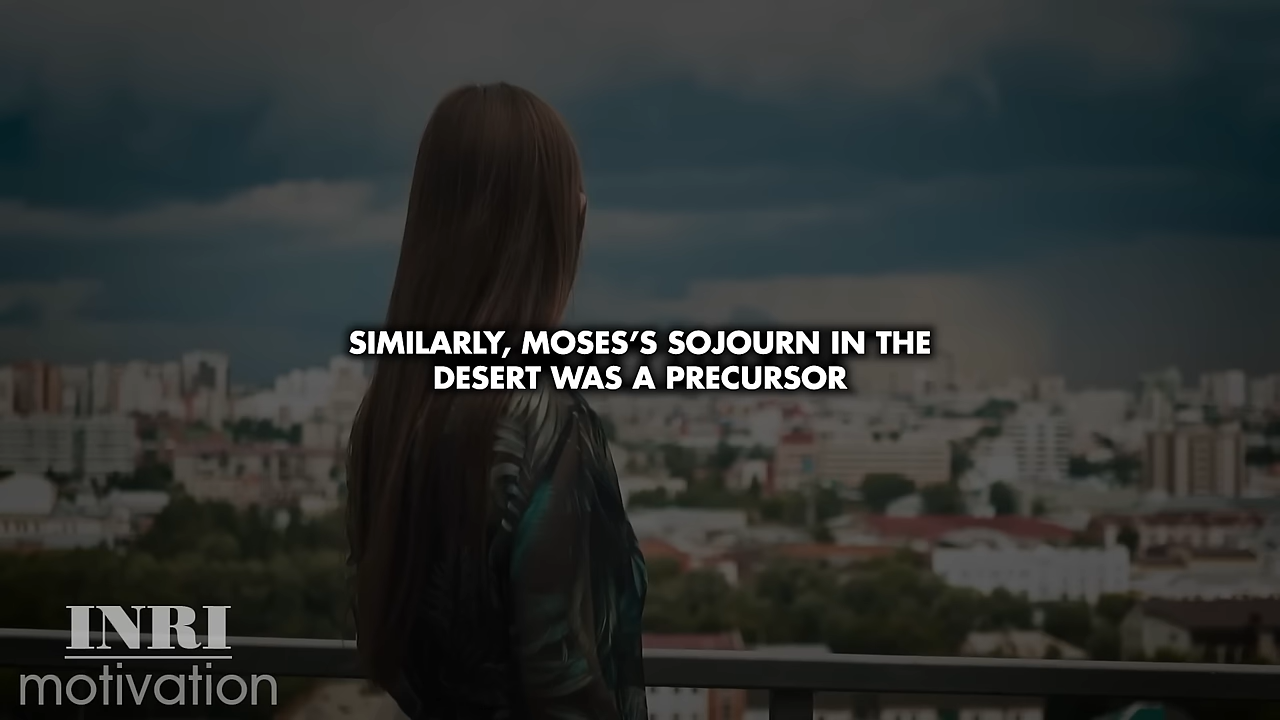 SIMILARLY, MOSES’S SOJOURN IN THE
DESERT WAS A PRECURSOR
INRI
motivation